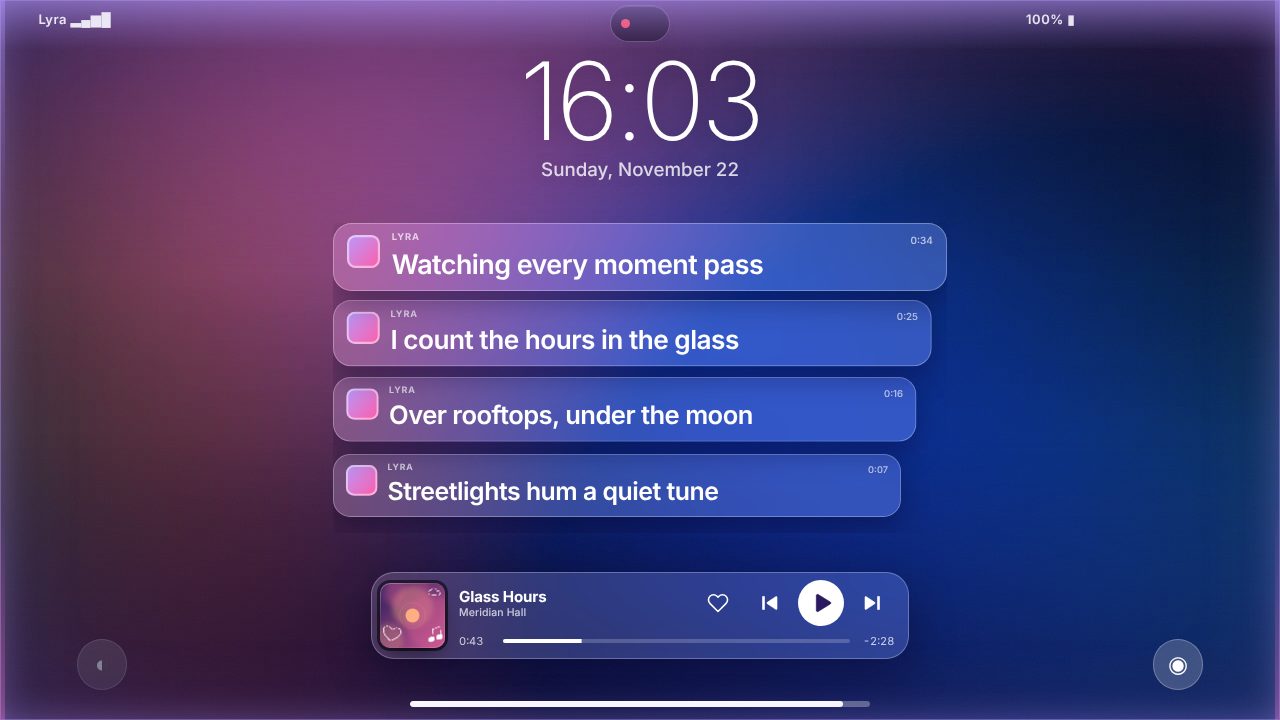 Lyra
100%
16:03
Sunday, November 22
LYRA
0:34
Watching every moment pass
LYRA
0:25
I count the hours in the glass
LYRA
0:16
Over rooftops, under the moon
LYRA
0:07
Streetlights hum a quiet tune
Glass Hours
Meridian Hall
0:43
-2:28